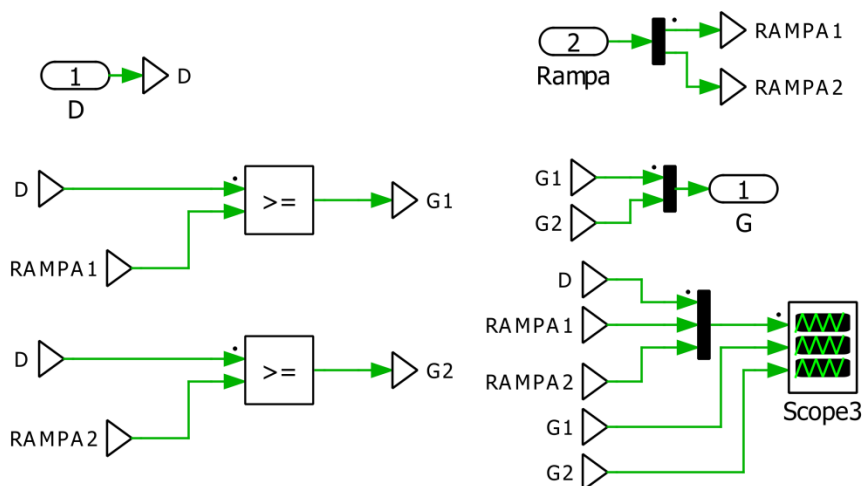 1
D
D
2
Rampa
RAMPA1
RAMPA2
D
RAMPA1
>=
G1
D
RAMPA2
>=
G2
G1
G2
1
G
D
RAMPA1
RAMPA2
G1
G2
Scope3